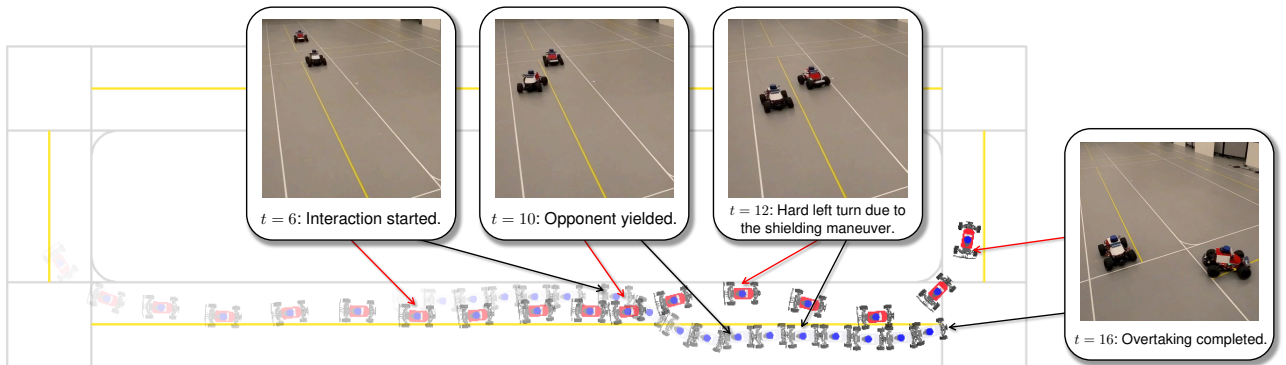 t = 6: Interaction started.
t = 10: Opponent yielded.
t = 12: Hard left turn due to
the shielding maneuver.
t = 16: Overtaking completed.